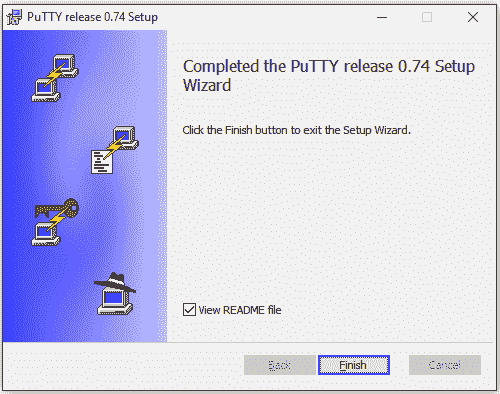 PuTTY release 0.74 Setup
Completed the PuTTY release 0.74 Setup
Wizard
Click the Finish button to exit the Setup Wizard.
View README file
Back
Finish
Cancel